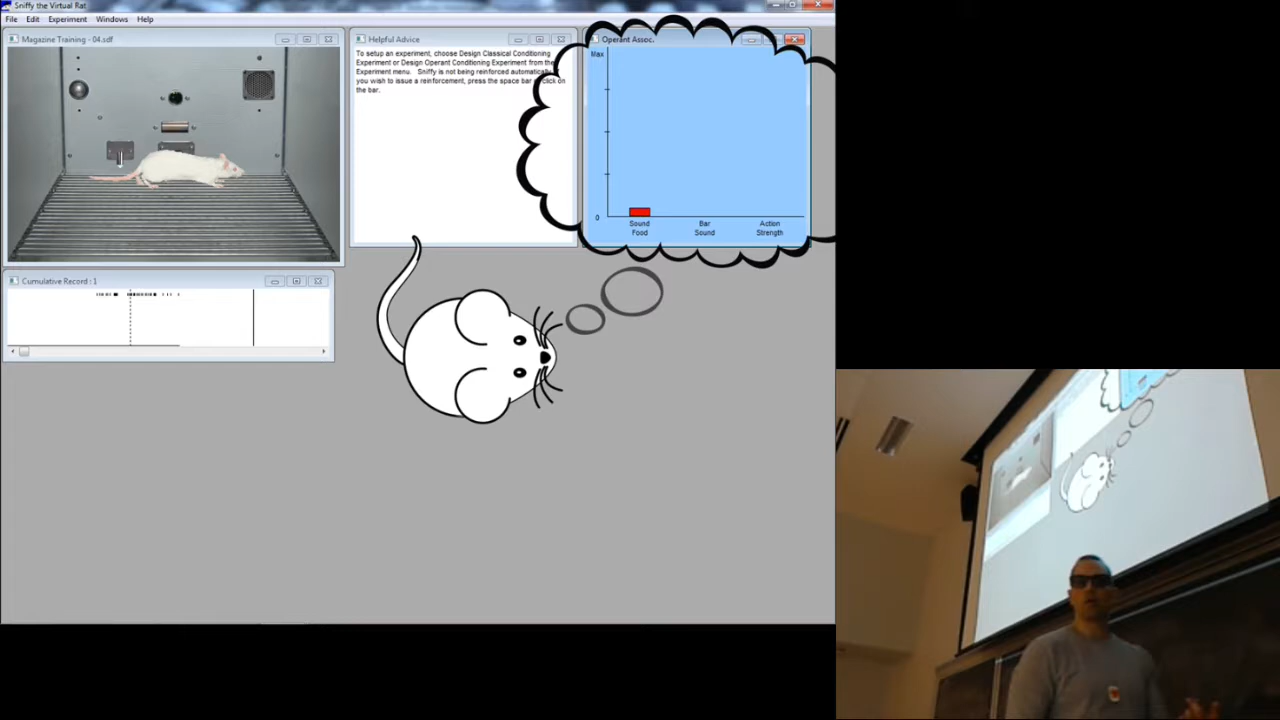 Sniffy the Virtual Rat
File Edit Experiment Windows Help
Magazine Training - 04.sdf
Helpful Advice
To setup an experiment, choose Design Classical Conditioning
Experiment or Design Operant Conditioning Experiment from the
Experiment menu. Sniffy is not being reinforced automatically
you wish to issue a reinforcement, press the space bar click on
the bar.
Operant Assoc.
Max
0
Sound
Food
Bar
Sound
Action
Strength
Cumulative Record : 1